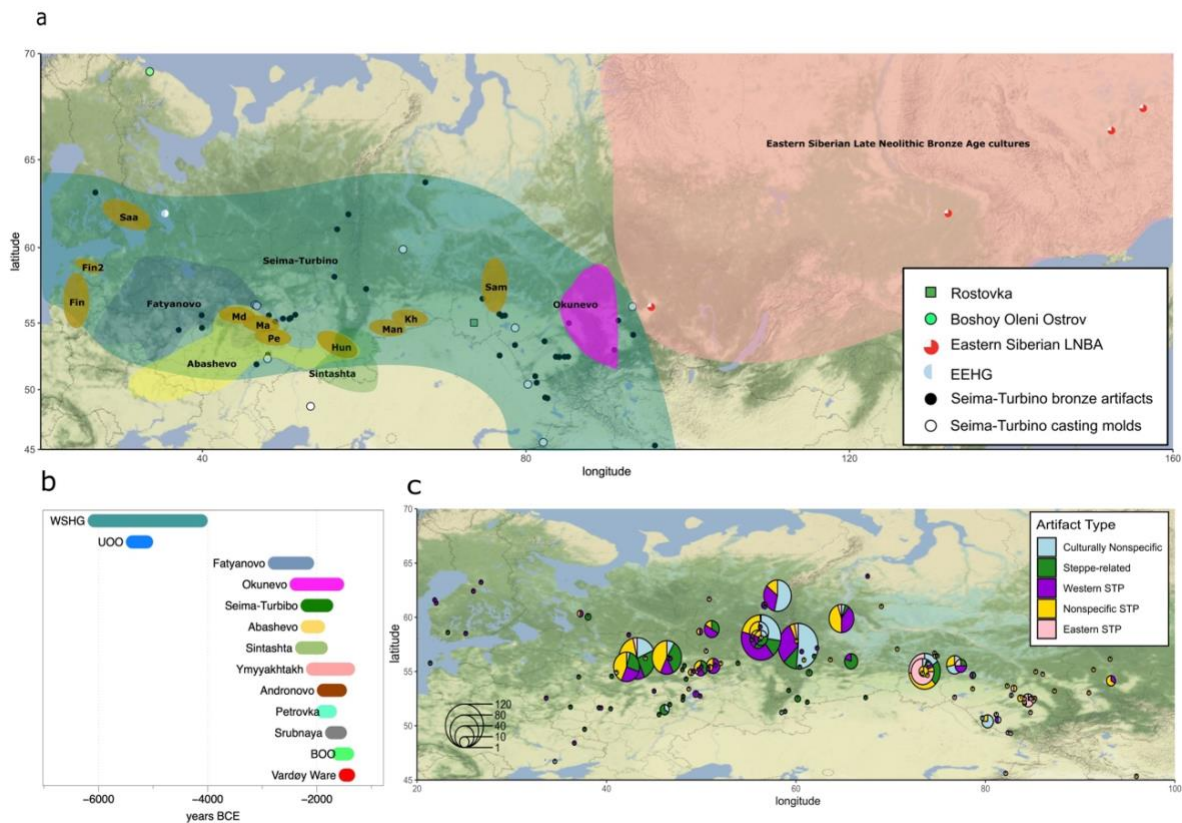 a
70
65
60
55
50
45
latitude
40
80
120
160
longitude
Eastern Siberian Late Neolithic Bronze Age cultures
Saa
Fin2
Seima-Turbino
Fin
Fatyanovo
Sam
Okunevo
Md
Ma
Kh
Man
Pe
Hun
Abashevo
Sintashta
Rostovka
Boshoy Oleni Ostrov
Eastern Siberian LNBA
EEHG
Seima-Turbino bronze artifacts
Seima-Turbino casting molds
b
WSHG
UOO
Fatyanovo
Okunevo
Seima-Turbibo
Abashevo
Sintashta
Ymyyakhtakh
Andronovo
Petrovka
Srubnaya
BOO
Vardøy Ware
−6000 −4000 −2000
years BCE
c
70
65
60
55
50
45
latitude
20 40 60 80 100
longitude
120
80
40
10
1
Artifact Type
Culturally Nonspecific
Steppe-related
Western STP
Nonspecific STP
Eastern STP